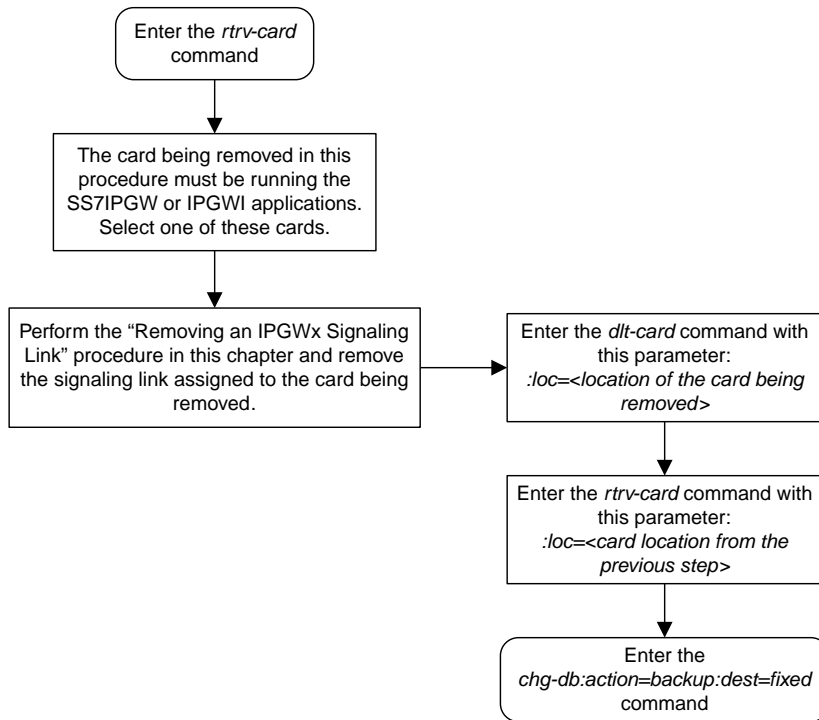 Enter the rtrv-card
command
The card being removed in this
procedure must be running the
SS7IPGW or IPGWI applications.
Select one of these cards.
Perform the “Removing an IPGWx Signaling
Link” procedure in this chapter and remove
the signaling link assigned to the card being
removed.
Enter the dlt-card command with
this parameter:
:loc=<location of the card being
removed>
Enter the rtrv-card command with
this parameter:
:loc=<card location from the
previous step>
Enter the
chg-db:action=backup:dest=fixed
command